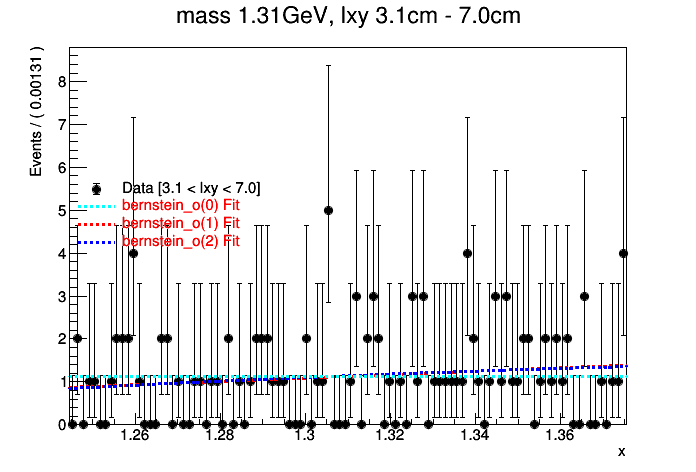 mass 1.31GeV, lxy 3.1cm - 7.0cm
Events / ( 0.00131 )
8
7
6
5
4
3
2
1
0
Data [3.1 < lxy < 7.0]
bernstein_o(0) Fit
bernstein_o(1) Fit
bernstein_o(2) Fit
1.26 1.28 1.3 1.32 1.34 1.36
x